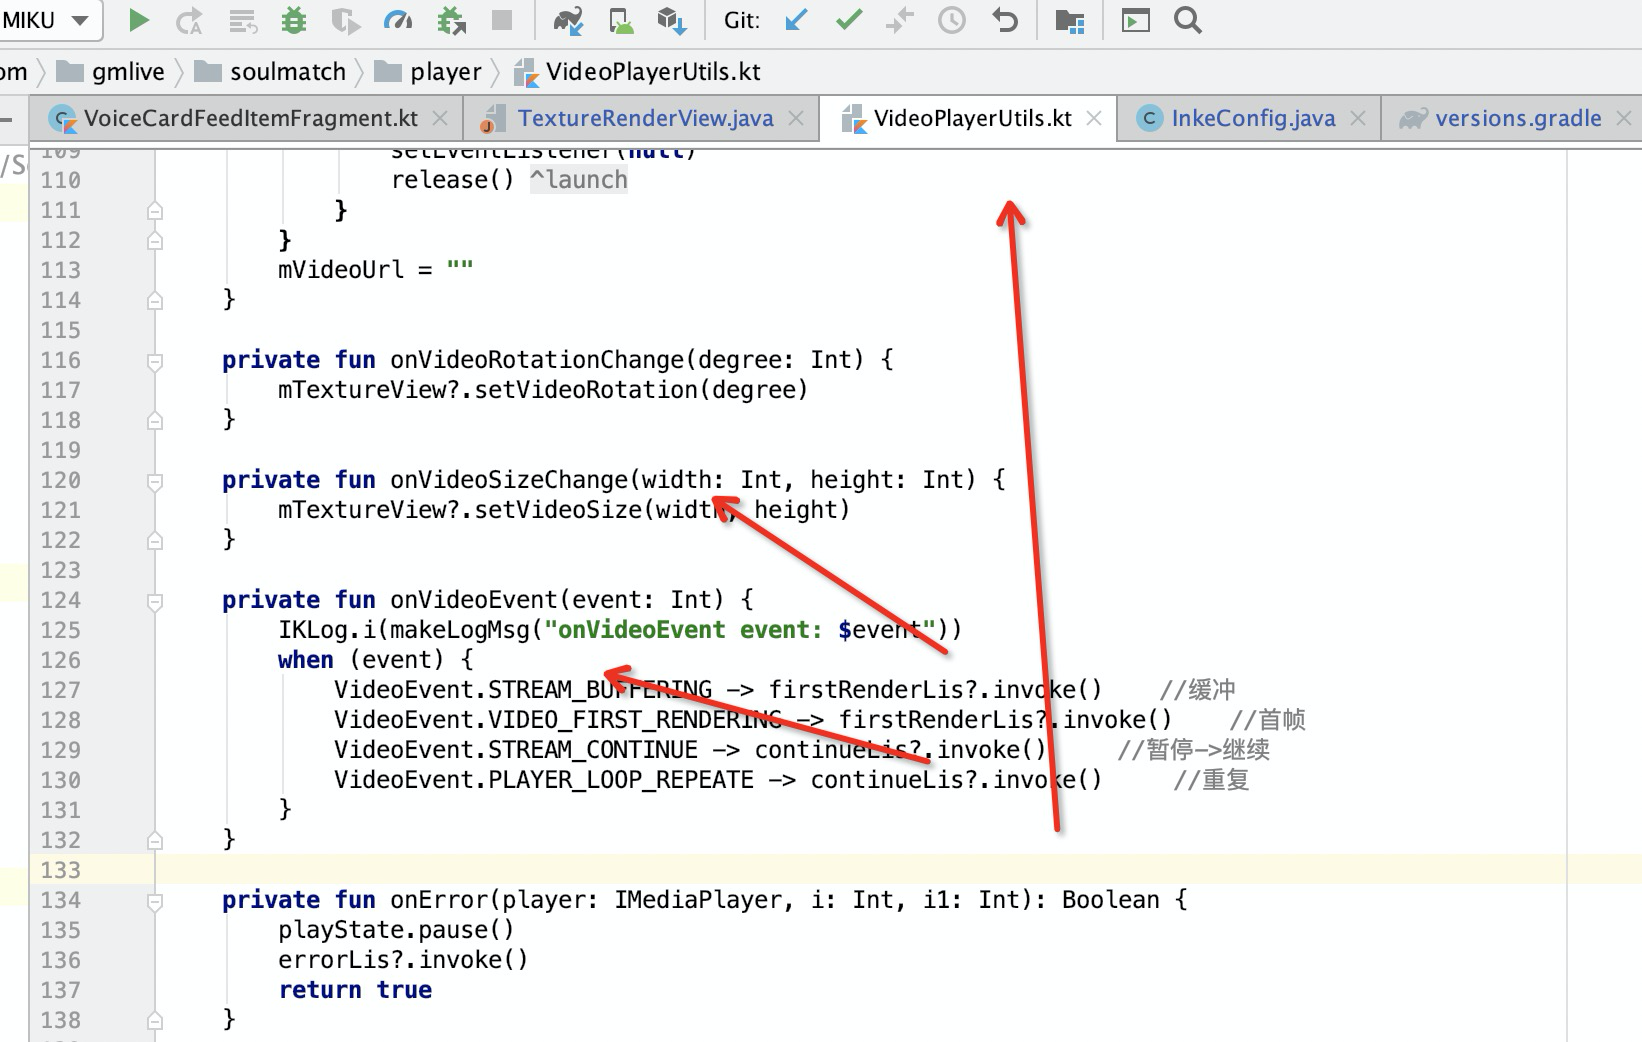 MIKU
Git:
om gmlive soulmatch player VideoPlayerUtils.kt
VoiceCardFeedItemFragment.kt TextureRenderView.java VideoPlayerUtils.kt InkeConfig.java versions.gradle
109 setEventListener(null)
110 release() ^launch
111 }
112 }
113 mVideoUrl = ""
114 }
115
116 private fun onVideoRotationChange(degree: Int) {
117 mTextureView?.setVideoRotation(degree)
118 }
119
120 private fun onVideoSizeChange(width: Int, height: Int) {
121 mTextureView?.setVideoSize(width, height)
122 }
123
124 private fun onVideoEvent(event: Int) {
125 IKLog.i(makeLogMsg("onVideoEvent event: $event"))
126 when (event) {
127 VideoEvent.STREAM_BUFFERING -> firstRenderLis?.invoke() //缓冲
128 VideoEvent.VIDEO_FIRST_RENDERING -> firstRenderLis?.invoke() //首帧
129 VideoEvent.STREAM_CONTINUE -> continueLis?.invoke() //暂停->继续
130 VideoEvent.PLAYER_LOOP_REPEATE -> continueLis?.invoke() //重复
131 }
132 }
133
134 private fun onError(player: IMediaPlayer, i: Int, i1: Int): Boolean {
135 playState.pause()
136 errorLis?.invoke()
137 return true
138 }